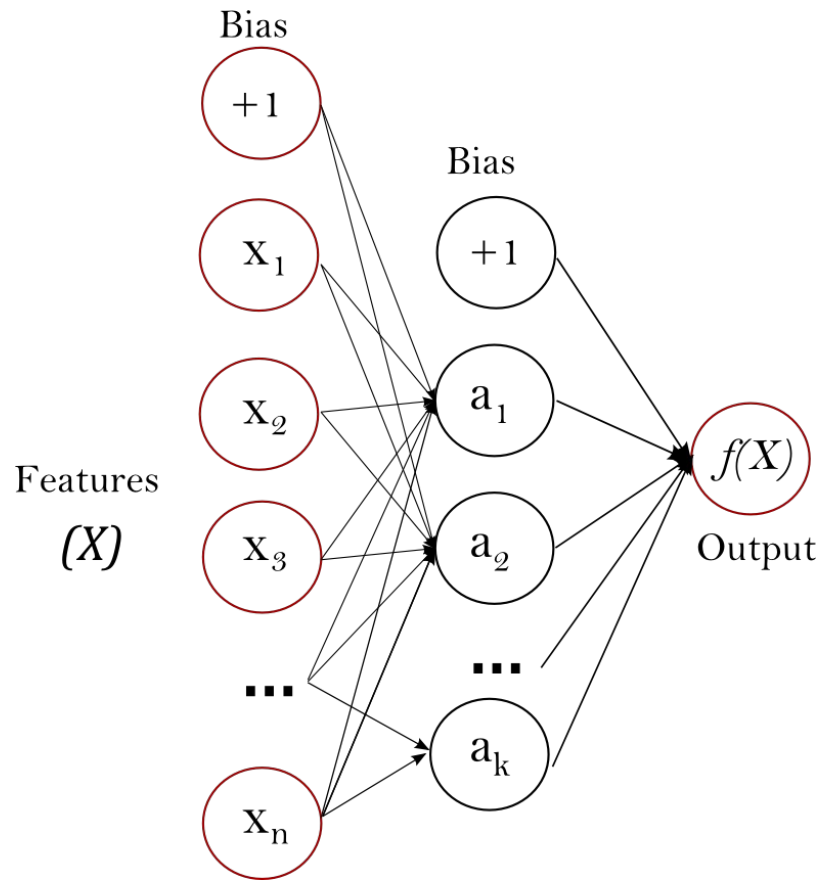 Bias
+1
x₁
x₂
x₃
...
xₙ
Features
(X)
Bias
+1
a₁
a₂
...
aₖ
f(X)
Output